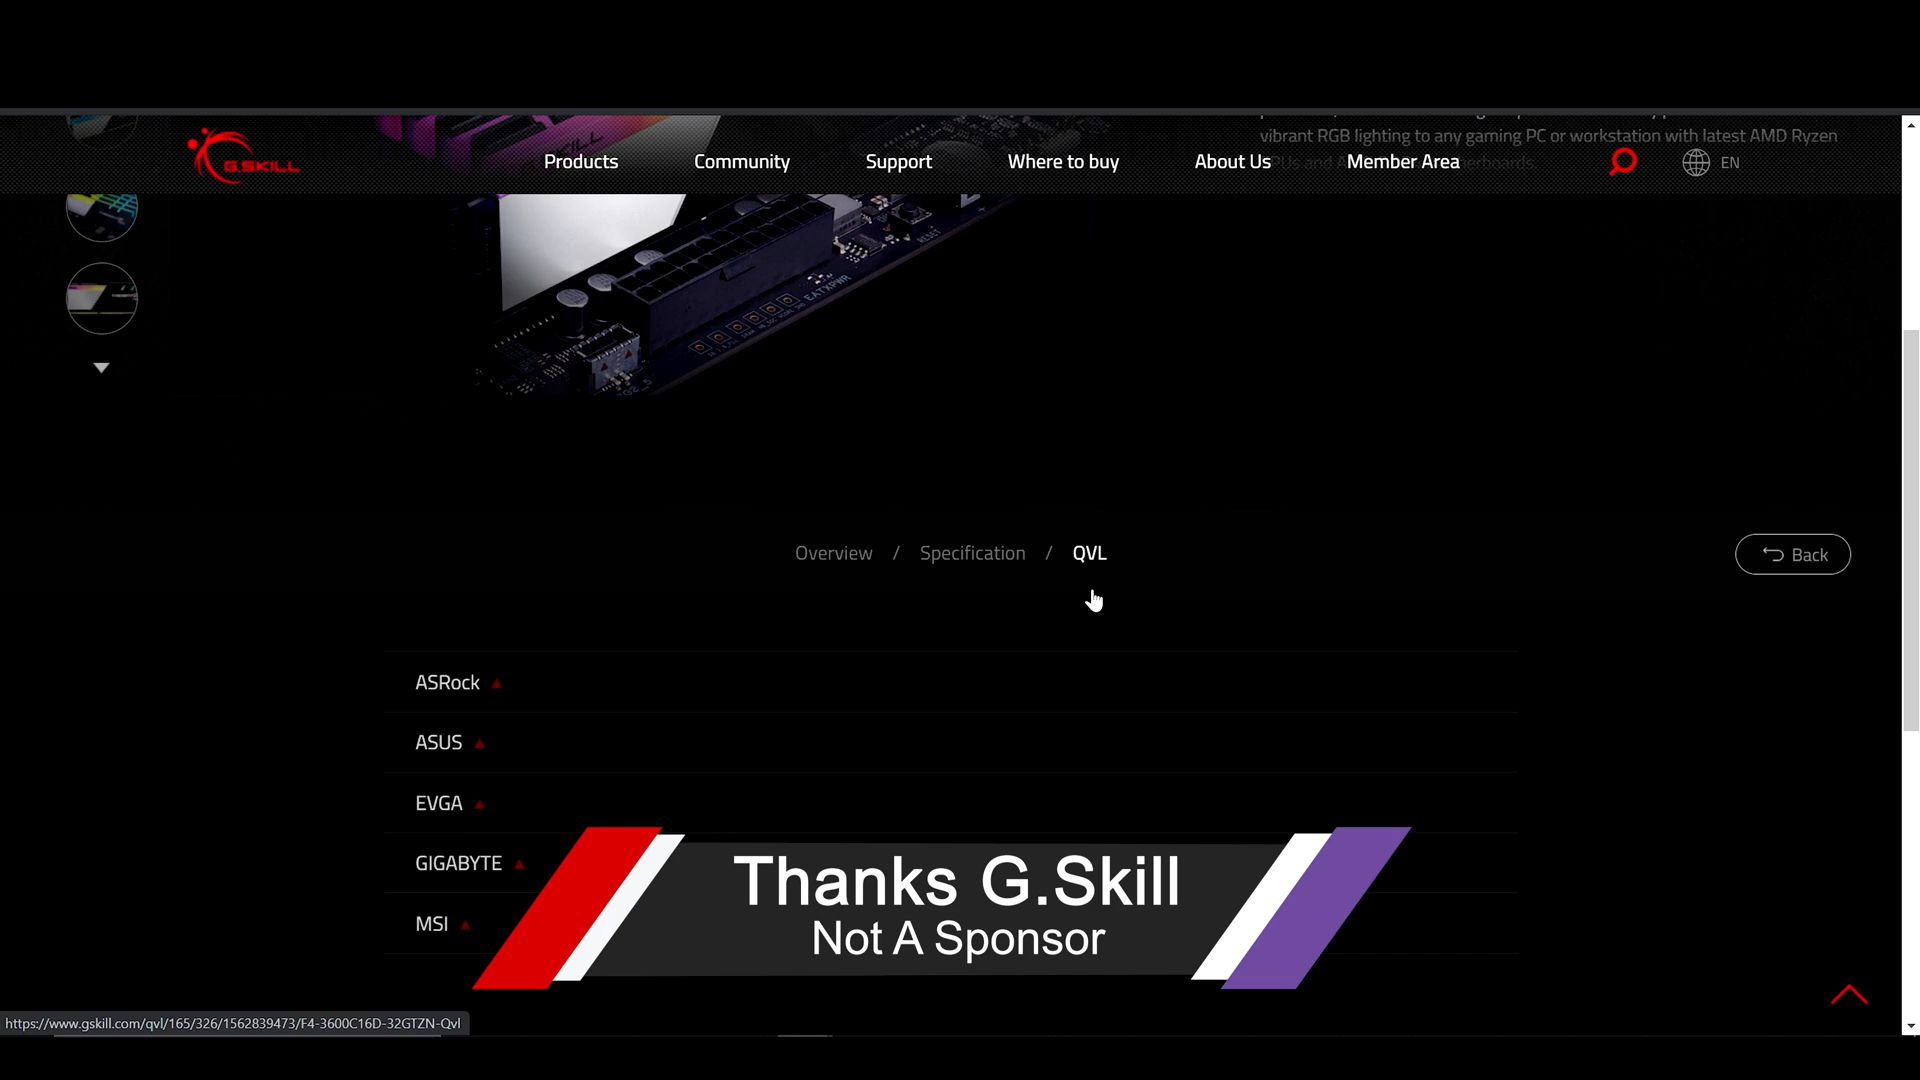 vibrant RGB lighting to any gaming PC or workstation with latest AMD Ryzen
G.SKILL
Products
Community
Support
Where to buy
About Us
Member Area
EN
RESET
EATXPWR
Overview / Specification / QVL
Back
ASRock
ASUS
EVGA
GIGABYTE
MSI
Thanks G.Skill
Not A Sponsor
https://www.gskill.com/qvl/165/326/1562839473/F4-3600C16D-32GTZN-Qvl